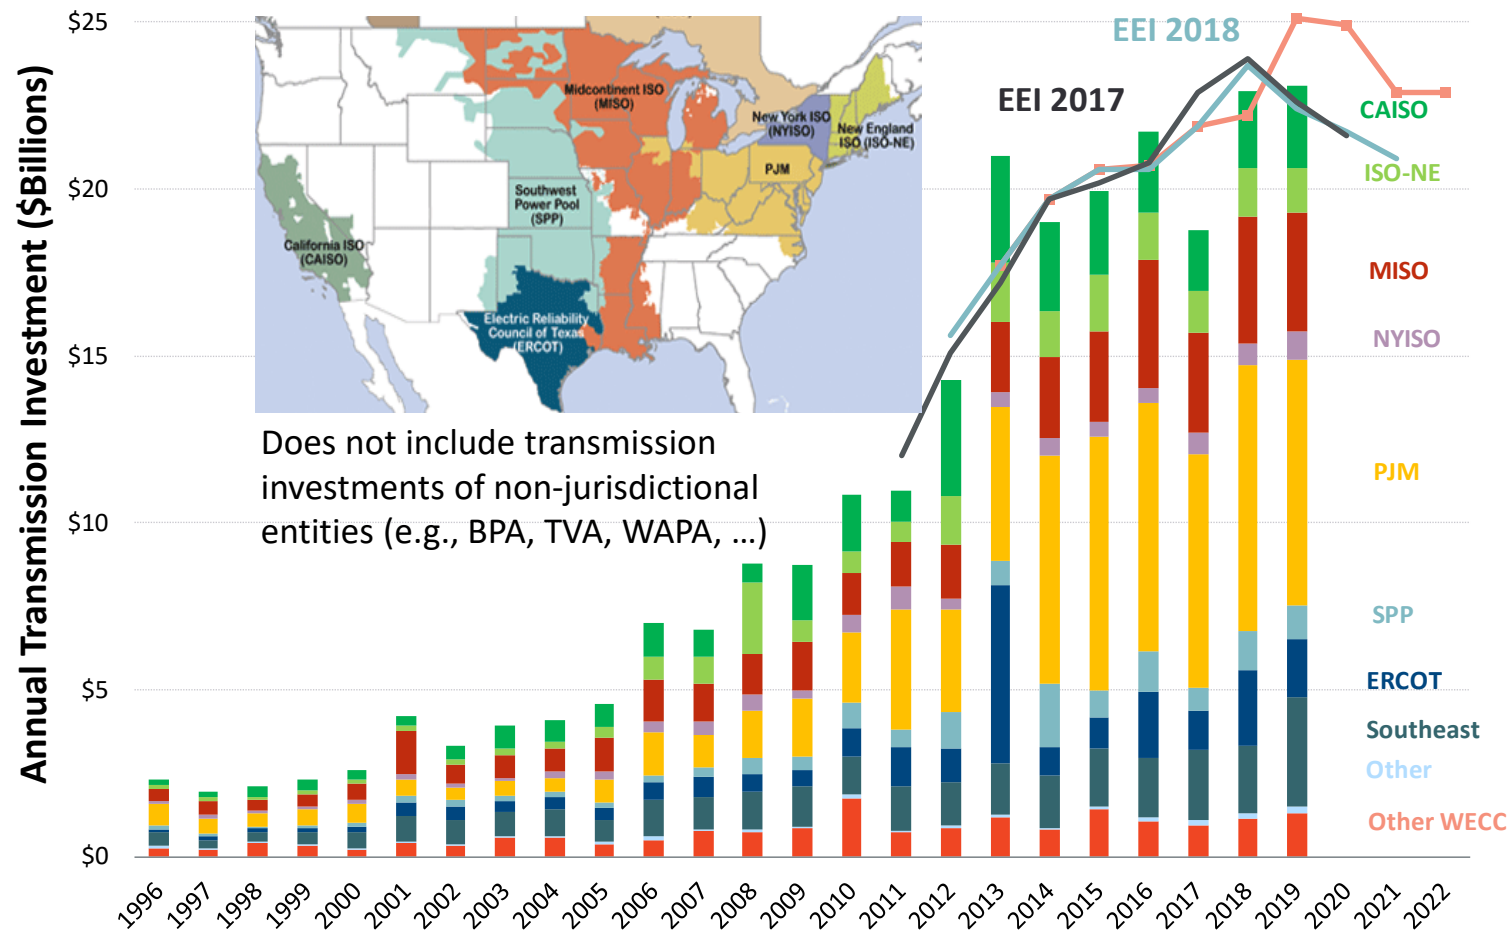 Annual Transmission Investment ($Billions)
$25
$20
$15
$10
$5
$0
Midcontinent ISO
(MISO)
New York ISO
(NYISO)
New England
ISO (ISO-NE)
PJM
Southwest
Power Pool
(SPP)
California ISO
(CAISO)
Electric Reliability
Council of Texas
(ERCOT)
Does not include transmission
investments of non-jurisdictional
entities (e.g., BPA, TVA, WAPA, …)
EEI 2018
EEI 2017
CAISO
ISO-NE
MISO
NYISO
PJM
SPP
ERCOT
Southeast
Other
Other WECC
1996
1997
1998
1999
2000
2001
2002
2003
2004
2005
2006
2007
2008
2009
2010
2011
2012
2013
2014
2015
2016
2017
2018
2019
2020
2021
2022